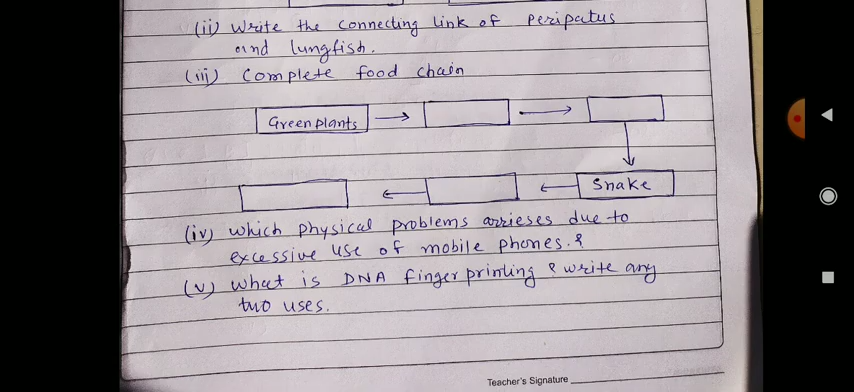 (ii) Write the connecting link of peripatus
and lungfish.
(iii) Complete food chain
Green plants
Snake
(iv) which physical problems arrieses due to
excessive use of mobile phones.?
(v) What is DNA finger printing ? write any
two uses.
Teacher's Signature